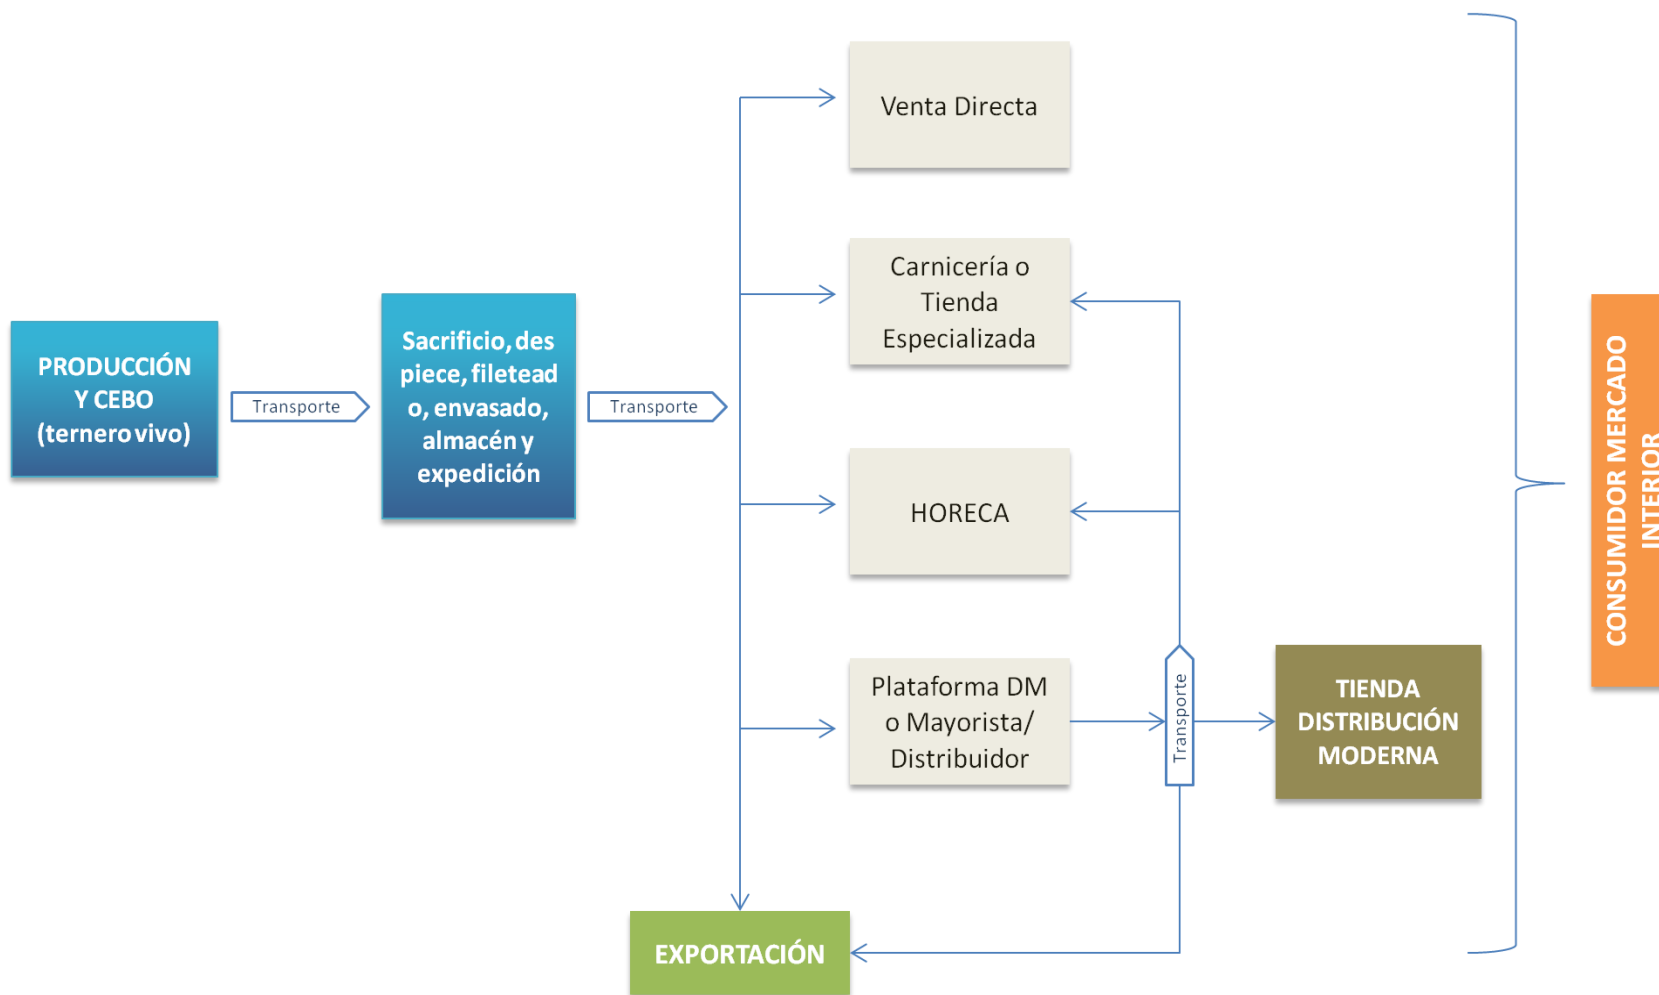 PRODUCCIÓN
Y CEBO
(ternero vivo)
Transporte
Sacrificio, des
piece, filetead
o, envasado,
almacén y
expedición
Transporte
Venta Directa
Carnicería o
Tienda
Especializada
HORECA
Plataforma DM
o Mayorista/
Distribuidor
Transporte
TIENDA
DISTRIBUCIÓN
MODERNA
EXPORTACIÓN
CONSUMIDOR MERCADO
INTERIOR